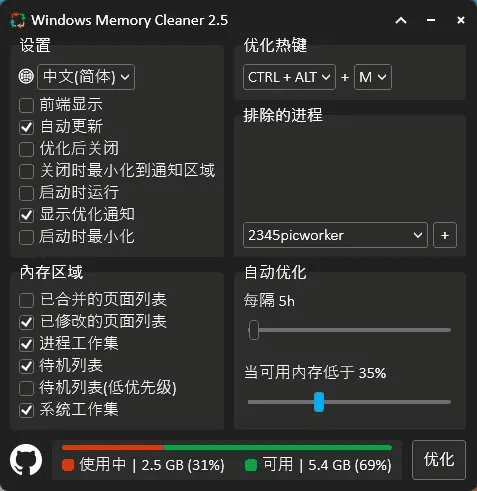 Windows Memory Cleaner 2.5
设置
中文(简体)
前端显示
自动更新
优化后关闭
关闭时最小化到通知区域
启动时运行
显示优化通知
启动时最小化
优化热键
CTRL + ALT + M
排除的进程
2345picworker +
内存区域
已合并的页面列表
已修改的页面列表
进程工作集
待机列表
待机列表(低优先级)
系统工作集
自动优化
每隔 5h
当可用内存低于 35%
使用中 | 2.5 GB (31%) 可用 | 5.4 GB (69%)
优化